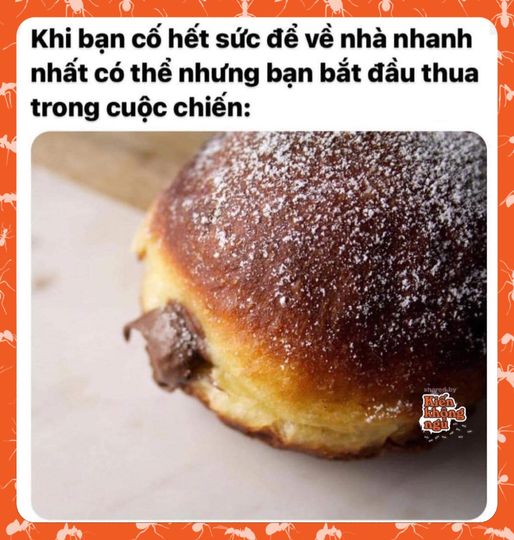 Khi bạn cố hết sức để về nhà nhanh
nhất có thể nhưng bạn bắt đầu thua
trong cuộc chiến:
shared by
Kiến
không
ngủ